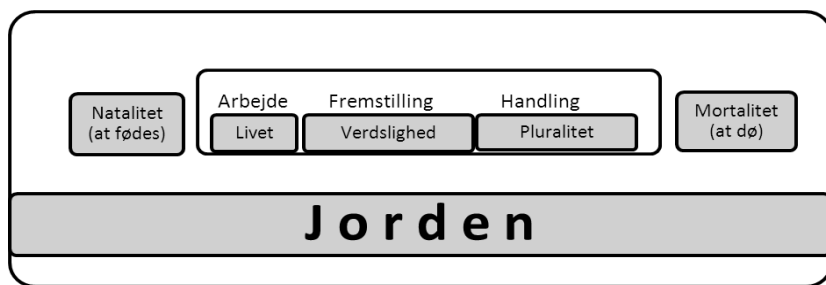 Natalitet
(at fødes)
Arbejde Fremstilling Handling
Livet Verdslighed Pluralitet
Mortalitet
(at dø)
Jorden